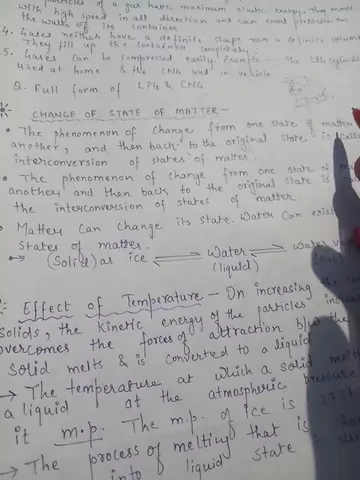 particles of a gas have maximum kinetic energy. They move
with high speed in all direction and can exert pressure on
the walls of its container.
4. Gases neither have a definite shape nor a definite volume
They fill up the container completely.
5. Gases can be compressed easily. Example - the LPG cylinder
used at home & the CNG used in vehicle.
Q. Full form of LPG & CNG.
CHANGE OF STATE OF MATTER -
• The phenomenon of change from one state of matter
another, and then back to the original state is
interconversion of states of matter.
• The phenomenon of change from one state of
another, and then back to the original state is
the interconversion of states of matter.
• Matter can change its state. Water can exist
states of matter.
(Solid) as ice ⇌ Water ⇌ water
(liquid)
Effect of Temperature - On increasing the
solids, the kinetic energy of the particles
overcomes the forces of attraction b/w the
solid melts & is converted to a liquid
→ The temperature at which a solid
a liquid at the atmospheric pressure
it m.p. The m.p. of ice is
→ The process of melting that is
into liquid state